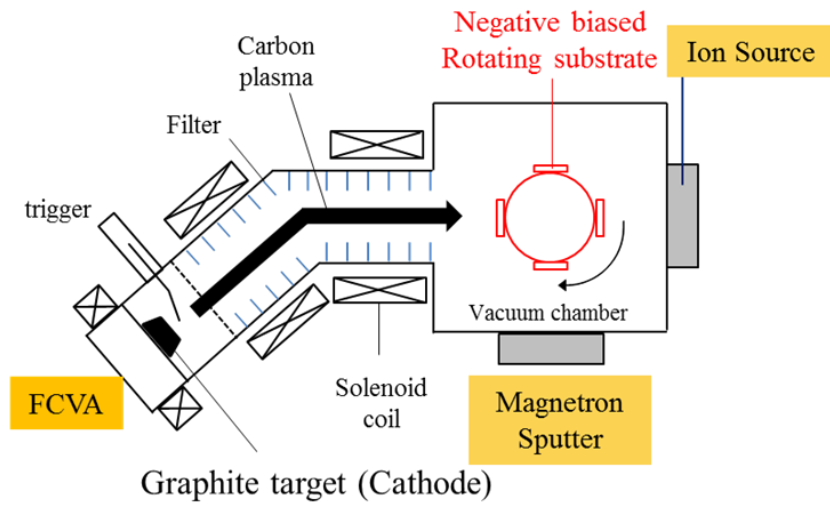 Negative biased
Rotating substrate
Ion Source
Carbon
plasma
Filter
trigger
Vacuum chamber
Solenoid
coil
FCVA
Magnetron
Sputter
Graphite target (Cathode)